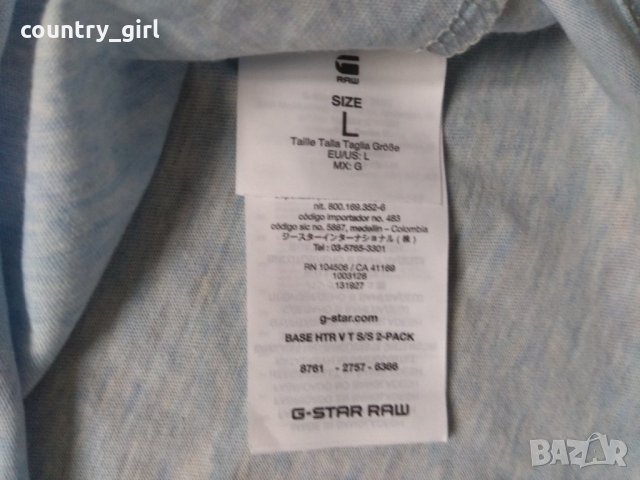 country_girl
RAW
SIZE
L
Taille Talla Taglia Größe
EU/US: L
MX: G
nit. 800.169.352-6
código importador no. 483
código sic no. 5887, medellin – Colombia
ジースターインターナショナル (株)
Tel : 03-5765-3301
RN 104506 / CA 41169
1003126
131927
g-star.com
BASE HTR V T S/S 2-PACK
8761 - 2757 - 6366
G-STAR RAW
BAZAR